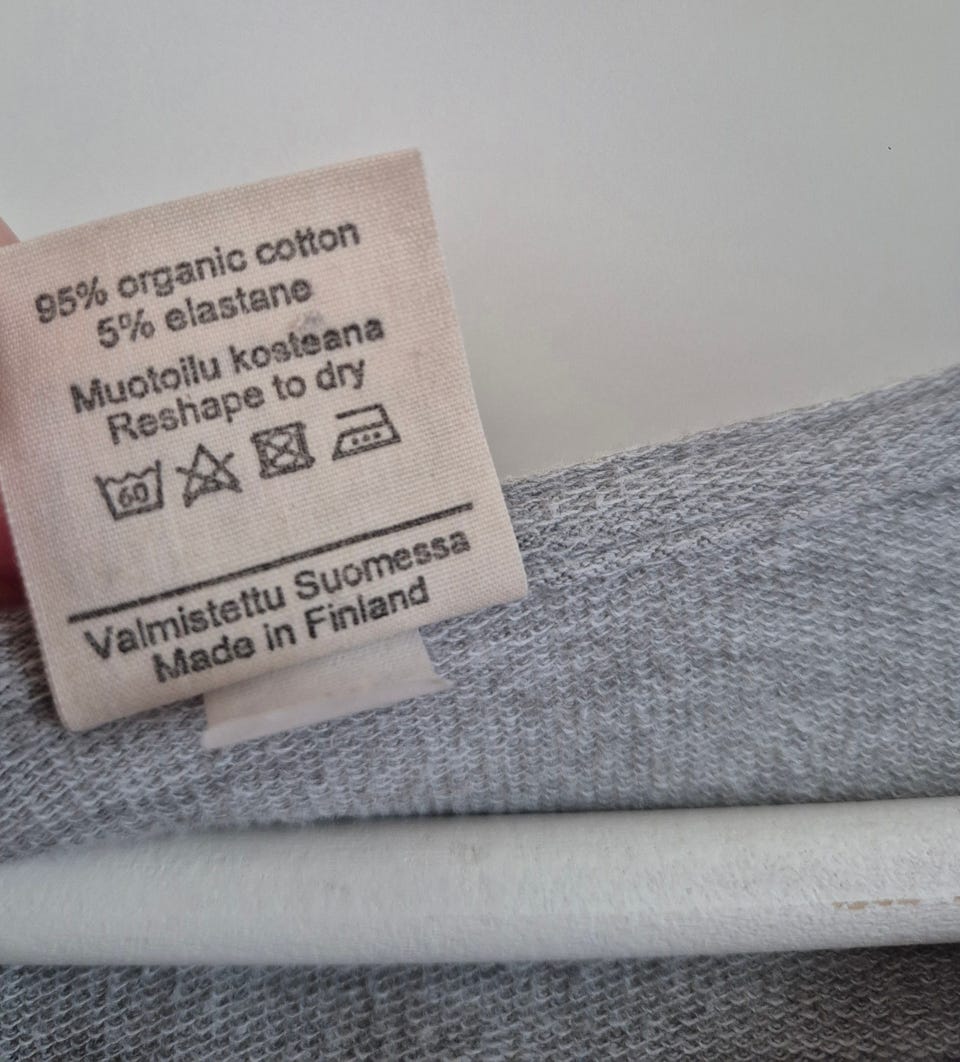 95% organic cotton
5% elastane
Muotoilu kosteana
Reshape to dry
60
Valmistettu Suomessa
Made in Finland